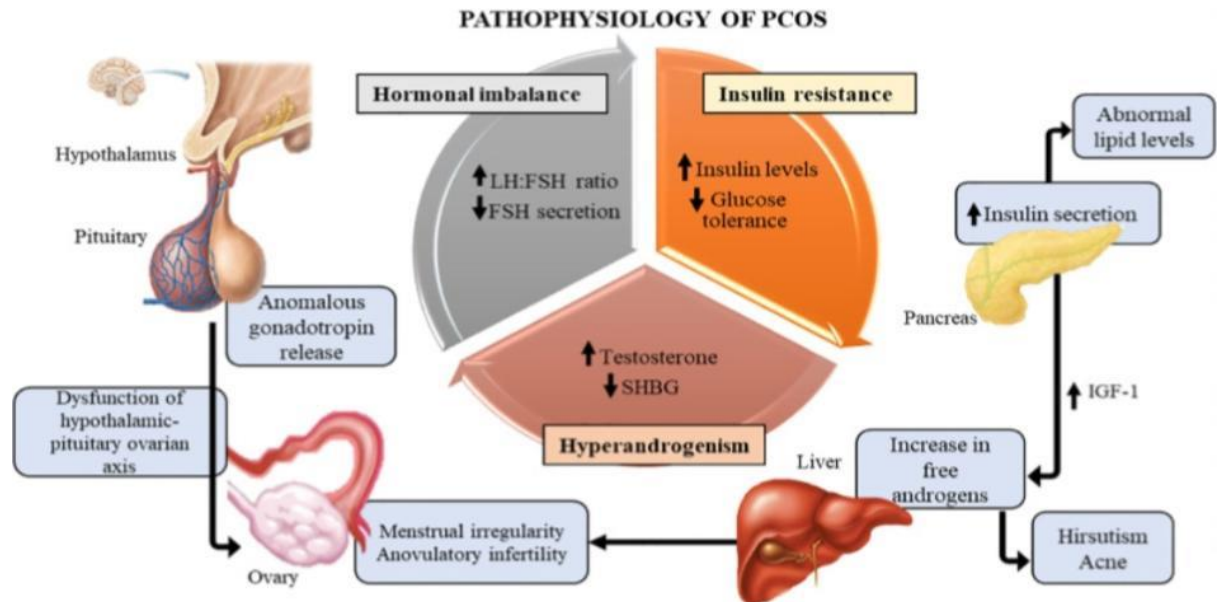 PATHOPHYSIOLOGY OF PCOS
Hormonal imbalance
↑ LH:FSH ratio
↓ FSH secretion
Insulin resistance
↑ Insulin levels
↓ Glucose
tolerance
↑ Testosterone
↓ SHBG
Hyperandrogenism
Hypothalamus
Pituitary
Anomalous
gonadotropin
release
Dysfunction of
hypothalamic-
pituitary ovarian
axis
Ovary
Menstrual irregularity
Anovulatory infertility
Abnormal
lipid levels
↑ Insulin secretion
Pancreas
↑ IGF-1
Liver
Increase in
free
androgens
Hirsutism
Acne